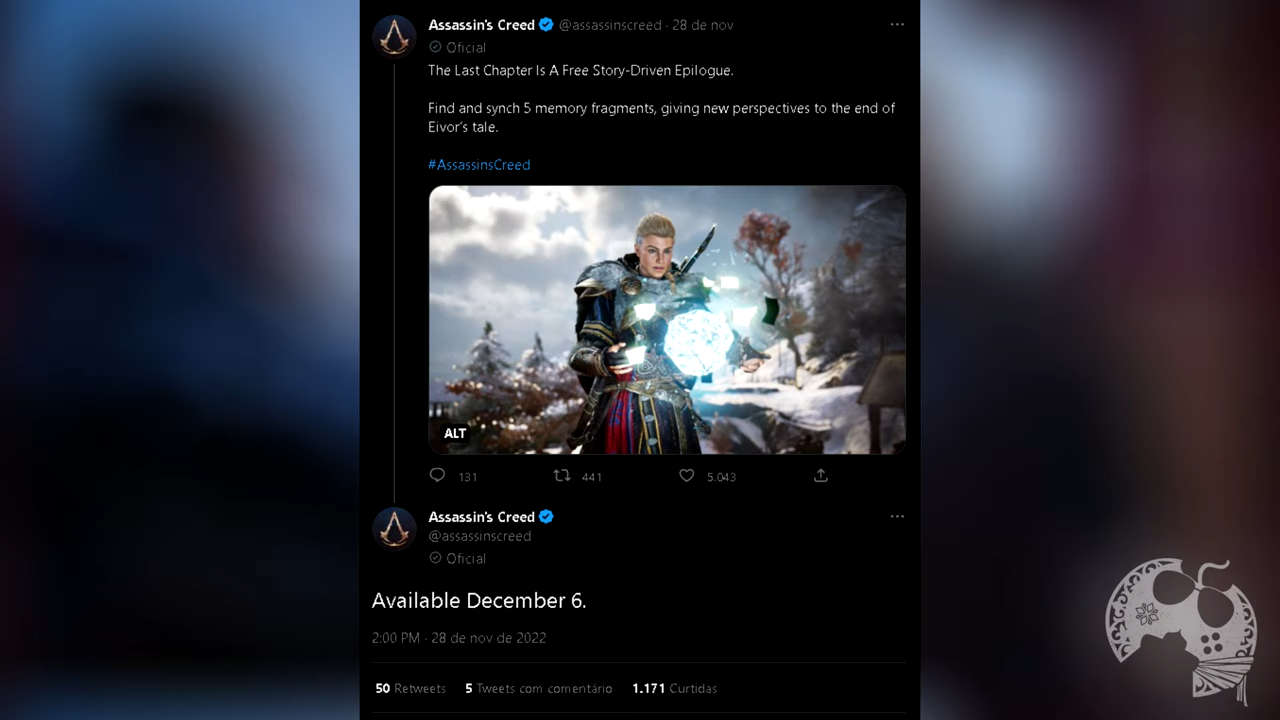 Assassin's Creed @assassinscreed · 28 de nov
Oficial
The Last Chapter Is A Free Story-Driven Epilogue.
Find and synch 5 memory fragments, giving new perspectives to the end of
Eivor's tale.
#AssassinsCreed
ALT
131 441 5.043
Assassin's Creed
@assassinscreed
Oficial
Available December 6.
2:00 PM · 28 de nov de 2022
50 Retweets 5 Tweets com comentário 1.171 Curtidas